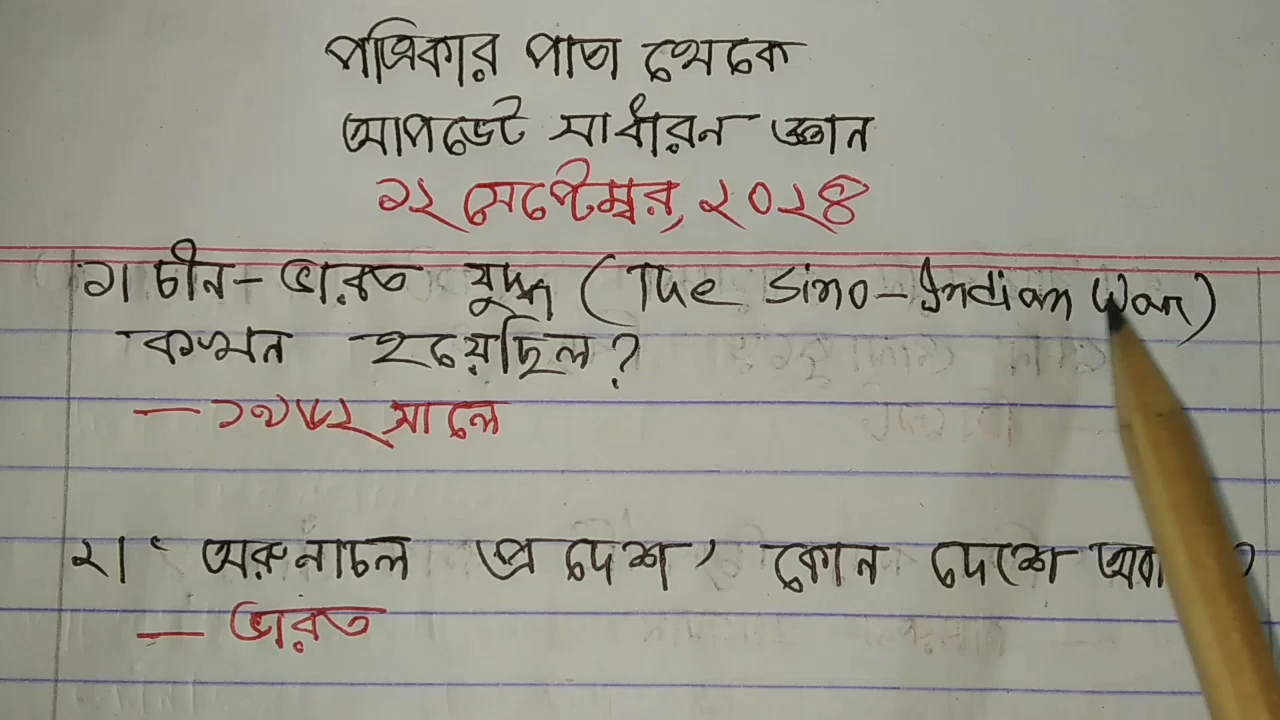 পত্রিকার পাতা থেকে
আপডেট সাধারন জ্ঞান
১২ সেপ্টেম্বর, ২০২৪
১। চীন-ভারত যুদ্ধ (The Sino-Indian War)
কখন হয়েছিল?
— ১৯৬২ সালে
২। 'অরুনাচল প্রদেশ' কোন দেশে ?
— ভারত